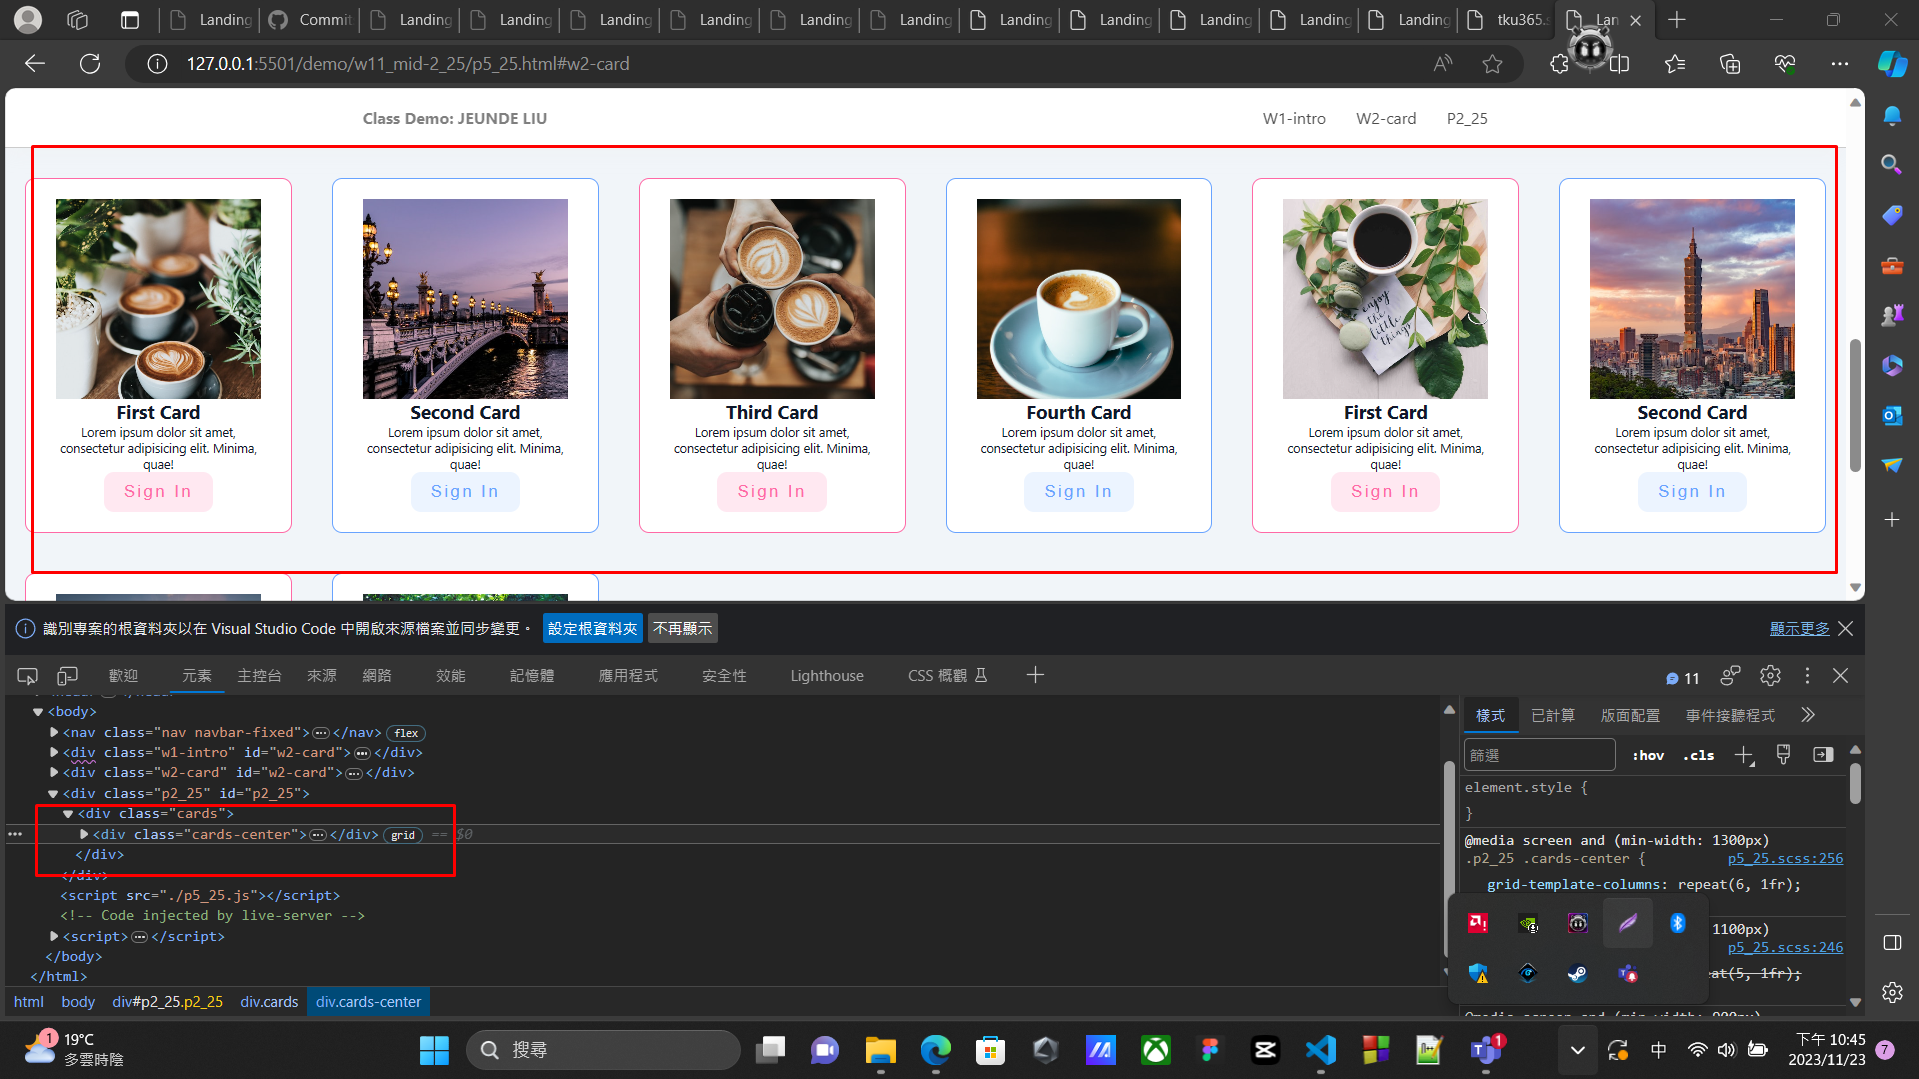 Landing
Commit
Landing
Landing
Landing
Landing
Landing
Landing
Landing
Landing
Landing
Landing
Landing
tku365.s
Lan
127.0.0.1:5501/demo/w11_mid-2_25/p5_25.html#w2-card
Class Demo: JEUNDE LIU
W1-intro
W2-card
P2_25
enjoy the little things
First Card
Lorem ipsum dolor sit amet,
consectetur adipisicing elit. Minima,
quae!
Sign In
Second Card
Lorem ipsum dolor sit amet,
consectetur adipisicing elit. Minima,
quae!
Sign In
Third Card
Lorem ipsum dolor sit amet,
consectetur adipisicing elit. Minima,
quae!
Sign In
Fourth Card
Lorem ipsum dolor sit amet,
consectetur adipisicing elit. Minima,
quae!
Sign In
First Card
Lorem ipsum dolor sit amet,
consectetur adipisicing elit. Minima,
quae!
Sign In
Second Card
Lorem ipsum dolor sit amet,
consectetur adipisicing elit. Minima,
quae!
Sign In
識別專案的根資料夾以在 Visual Studio Code 中開啟來源檔案並同步變更。 設定根資料夾 不再顯示 顯示更多
歡迎 元素 主控台 來源 網路 效能 記憶體 應用程式 安全性 Lighthouse CSS 概觀 11
<body>
<nav class="nav navbar-fixed">…</nav> flex
<div class="w1-intro" id="w2-card">…</div>
<div class="w2-card" id="w2-card">…</div>
<div class="p2_25" id="p2_25">
<div class="cards">
<div class="cards-center">…</div> grid == $0
</div>
</div>
<script src="./p5_25.js"></script>
<!-- Code injected by live-server -->
<script>…</script>
</body>
</html>
html body div#p2_25.p2_25 div.cards div.cards-center
樣式 已計算 版面配置 事件接聽程式
篩選 :hov .cls
element.style {
}
@media screen and (min-width: 1300px)
.p2_25 .cards-center { p5_25.scss:256
grid-template-columns: repeat(6, 1fr);
1100px)
p5_25.scss:246
eat(5, 1fr);
@media screen and (min-width: 900px)
1
19°C
多雲時陰
搜尋
1
中
下午 10:45
2023/11/23
7